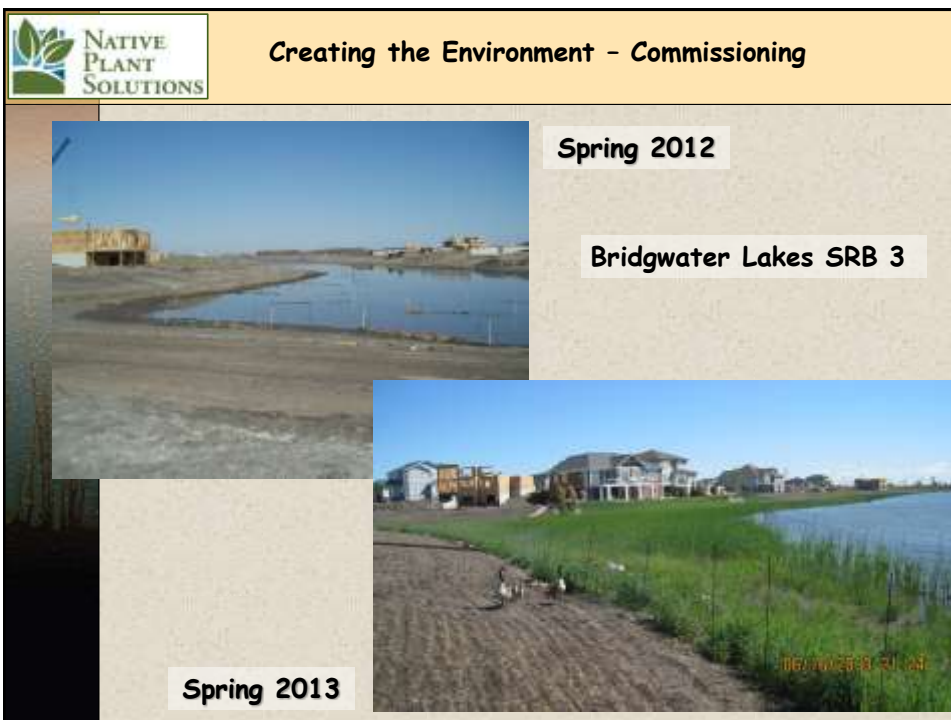 NATIVE
PLANT
SOLUTIONS
Creating the Environment – Commissioning
Spring 2012
Bridgwater Lakes SRB 3
Spring 2013